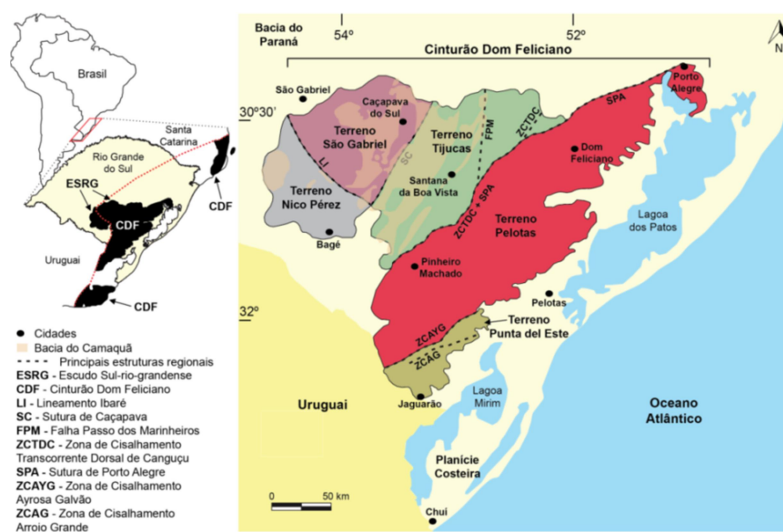 Brasil
Santa
Catarina
Rio Grande
do Sul
ESRG
CDF
CDF
Uruguai
CDF
Cidades
Bacia do Camaquã
Principais estruturas regionais
ESRG - Escudo Sul-rio-grandense
CDF - Cinturão Dom Feliciano
LI - Lineamento Ibaré
SC - Sutura de Caçapava
FPM - Falha Passo dos Marinheiros
ZCTDC - Zona de Cisalhamento
Transcorrente Dorsal de Canguçu
SPA - Sutura de Porto Alegre
ZCAYG - Zona de Cisalhamento
Ayrosa Galvão
ZCAG - Zona de Cisalhamento
Arroio Grande
Bacia do
Paraná
54º
52º
N
Cinturão Dom Feliciano
São Gabriel
Caçapava
do Sul
Porto
Alegre
30º30'
Terreno
São Gabriel
Terreno
Tijucas
FPM
ZCTDC
SPA
LI
SC
Dom
Feliciano
Terreno
Nico Pérez
Santana
da Boa Vista
ZCTDC + SPA
Bagé
Terreno
Pelotas
Lagoa
dos Patos
Pinheiro
Machado
Pelotas
32º
ZCAYG
ZCAG
Terreno
Punta del Este
Uruguai
Jaguarão
Lagoa
Mirim
Oceano
Atlântico
Planície
Costeira
0
50 km
Chui